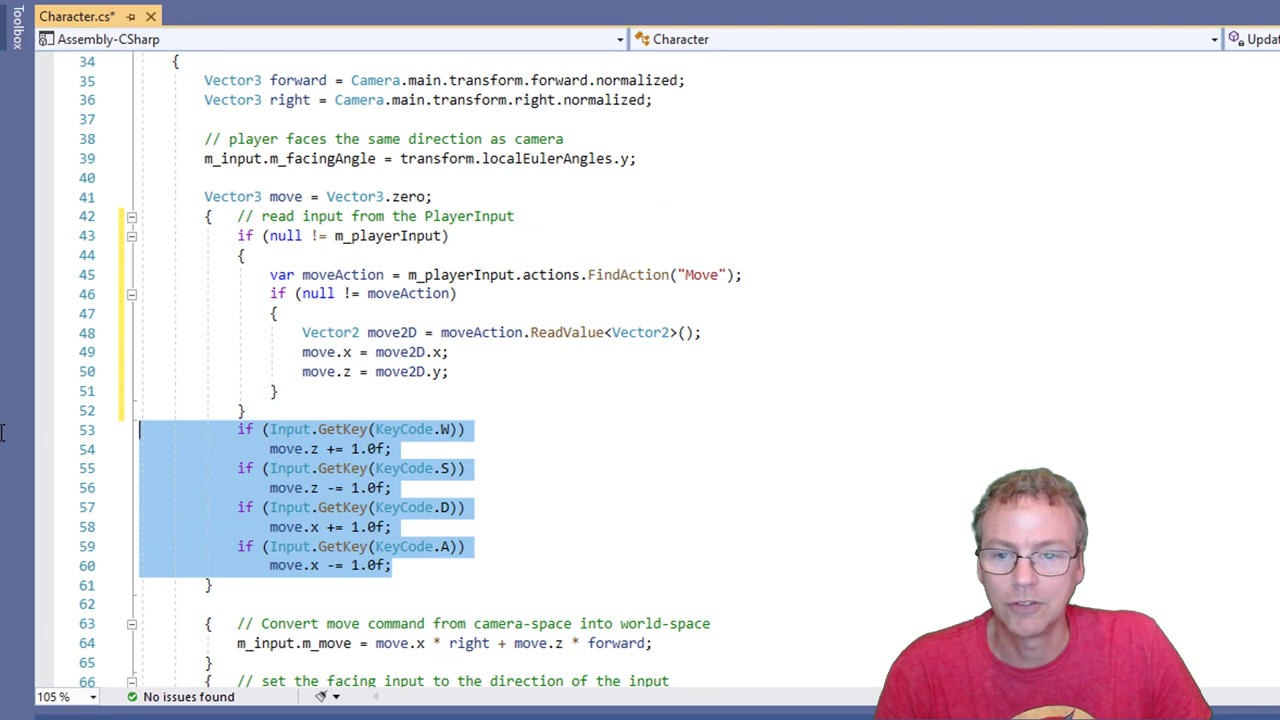 Toolbox
Character.cs*
Assembly-CSharp
Character
Updat
34 {
35 Vector3 forward = Camera.main.transform.forward.normalized;
36 Vector3 right = Camera.main.transform.right.normalized;
37
38 // player faces the same direction as camera
39 m_input.m_facingAngle = transform.localEulerAngles.y;
40
41 Vector3 move = Vector3.zero;
42 { // read input from the PlayerInput
43 if (null != m_playerInput)
44 {
45 var moveAction = m_playerInput.actions.FindAction("Move");
46 if (null != moveAction)
47 {
48 Vector2 move2D = moveAction.ReadValue<Vector2>();
49 move.x = move2D.x;
50 move.z = move2D.y;
51 }
52 }
53 if (Input.GetKey(KeyCode.W))
54 move.z += 1.0f;
55 if (Input.GetKey(KeyCode.S))
56 move.z -= 1.0f;
57 if (Input.GetKey(KeyCode.D))
58 move.x += 1.0f;
59 if (Input.GetKey(KeyCode.A))
60 move.x -= 1.0f;
61 }
62
63 { // Convert move command from camera-space into world-space
64 m_input.m_move = move.x * right + move.z * forward;
65 }
66 { // set the facing input to the direction of the input
105 %
No issues found